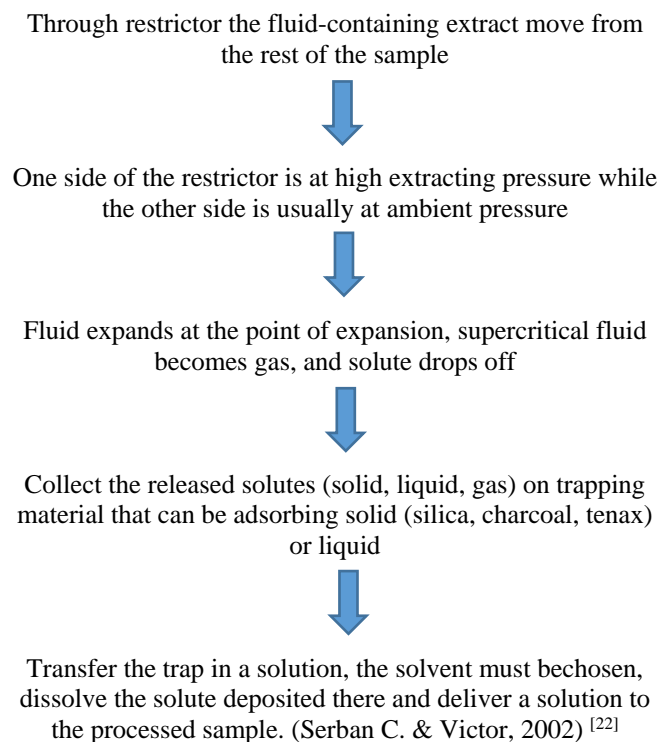 Through restrictor the fluid-containing extract move from
the rest of the sample
One side of the restrictor is at high extracting pressure while
the other side is usually at ambient pressure
Fluid expands at the point of expansion, supercritical fluid
becomes gas, and solute drops off
Collect the released solutes (solid, liquid, gas) on trapping
material that can be adsorbing solid (silica, charcoal, tenax)
or liquid
Transfer the trap in a solution, the solvent must bechosen,
dissolve the solute deposited there and deliver a solution to
the processed sample. (Serban C. & Victor, 2002) [22]